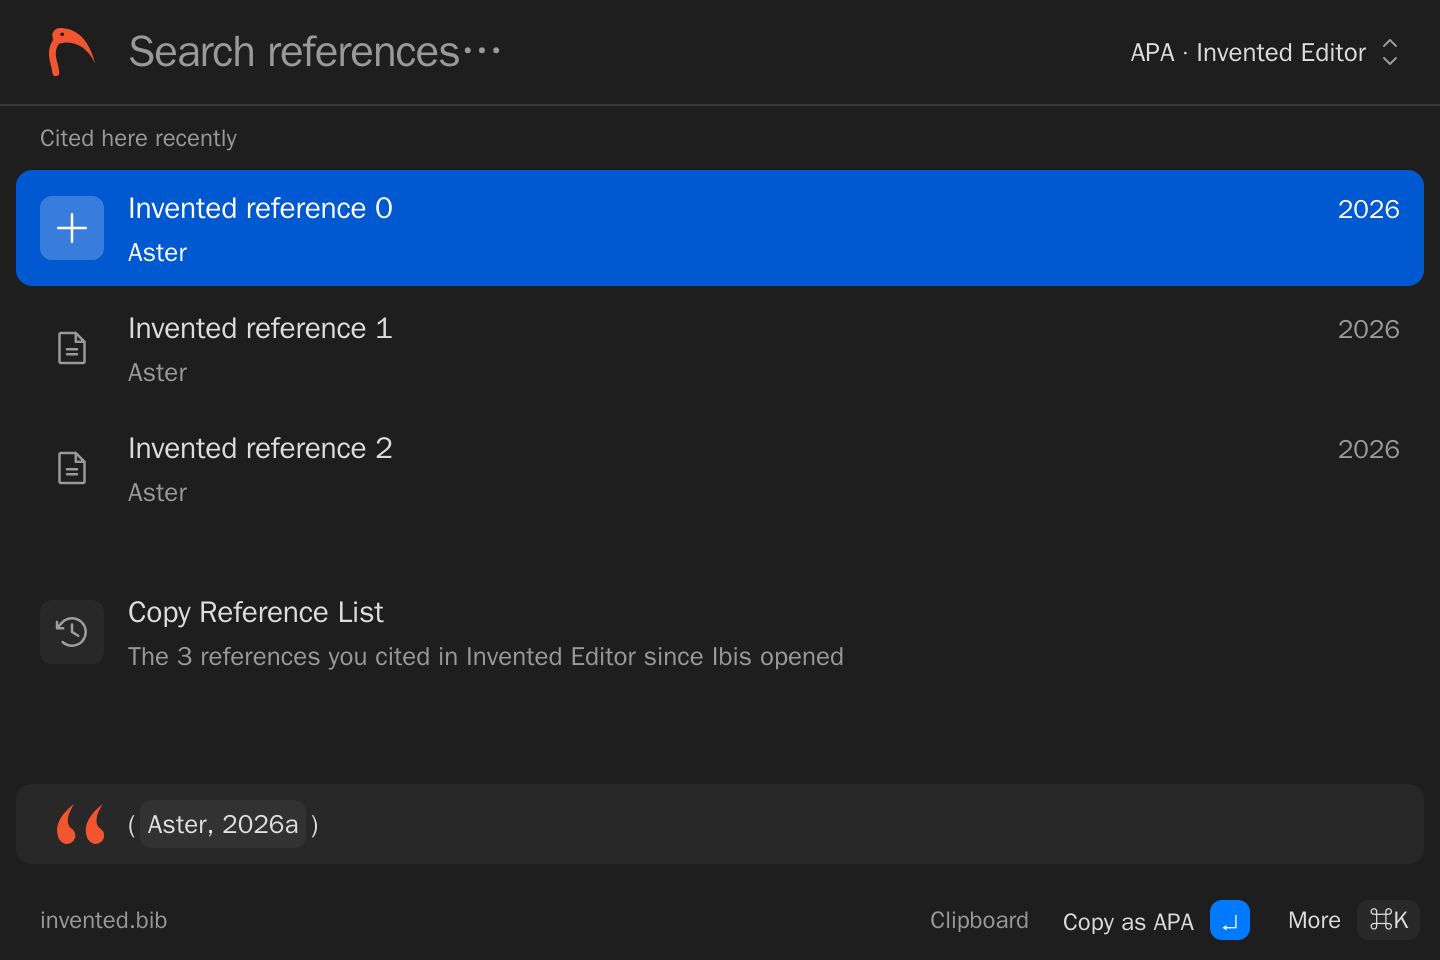 Search references…
APA · Invented Editor
Cited here recently
Invented reference 0
2026
Aster
Invented reference 1
2026
Aster
Invented reference 2
2026
Aster
Copy Reference List
The 3 references you cited in Invented Editor since Ibis opened
(Aster, 2026a)
invented.bib
Clipboard
Copy as APA ↵
More ⌘K